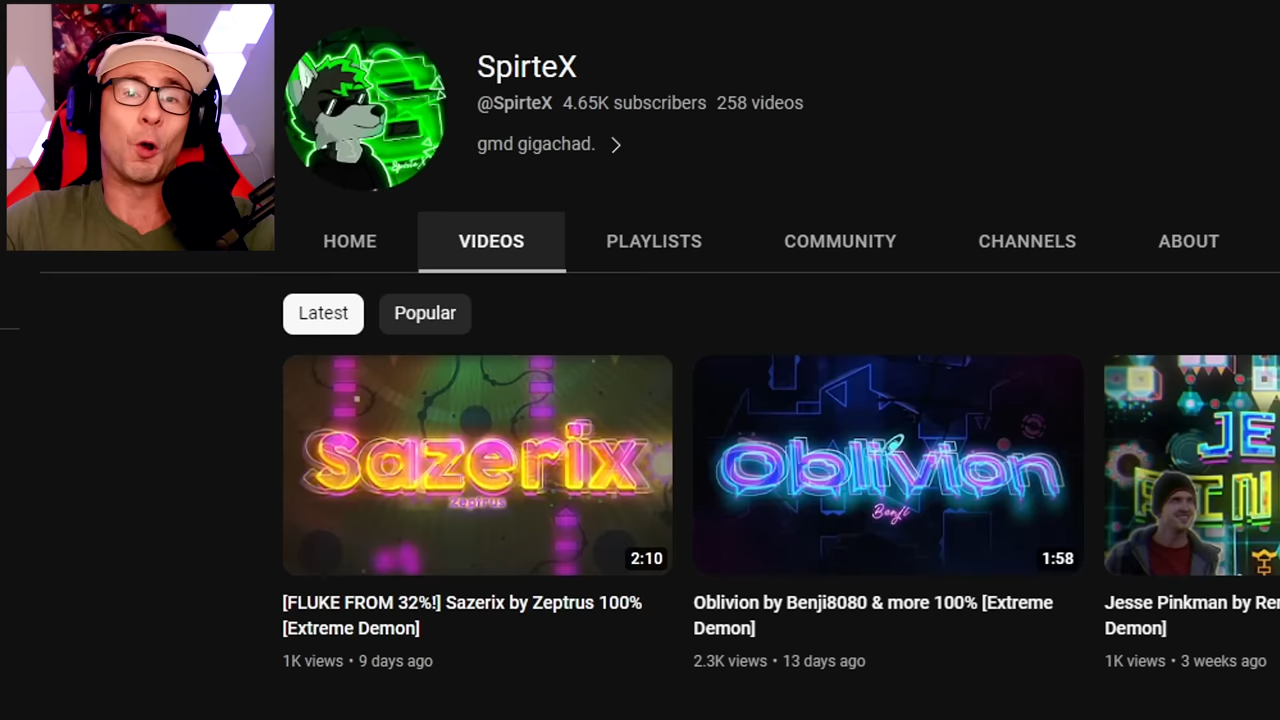 SpirteX
@SpirteX 4.65K subscribers 258 videos
gmd gigachad.
HOME VIDEOS PLAYLISTS COMMUNITY CHANNELS ABOUT
Latest Popular
Sazerix
zeptrus
2:10
Oblivion
Benji
1:58
JE
[FLUKE FROM 32%!] Sazerix by Zeptrus 100%
[Extreme Demon]
1K views • 9 days ago
Oblivion by Benji8080 & more 100% [Extreme
Demon]
2.3K views • 13 days ago
Jesse Pinkman by Rer
Demon]
1K views • 3 weeks ago